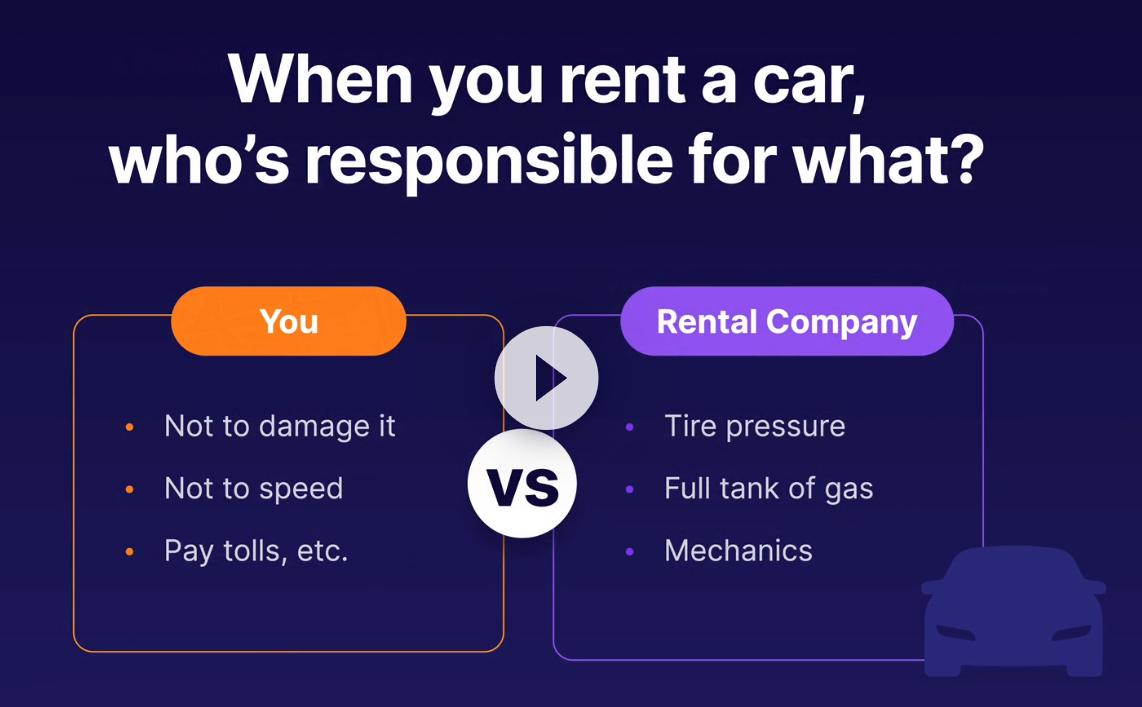 When you rent a car,
who’s responsible for what?
You
Not to damage it
Not to speed
Pay tolls, etc.
VS
Rental Company
Tire pressure
Full tank of gas
Mechanics